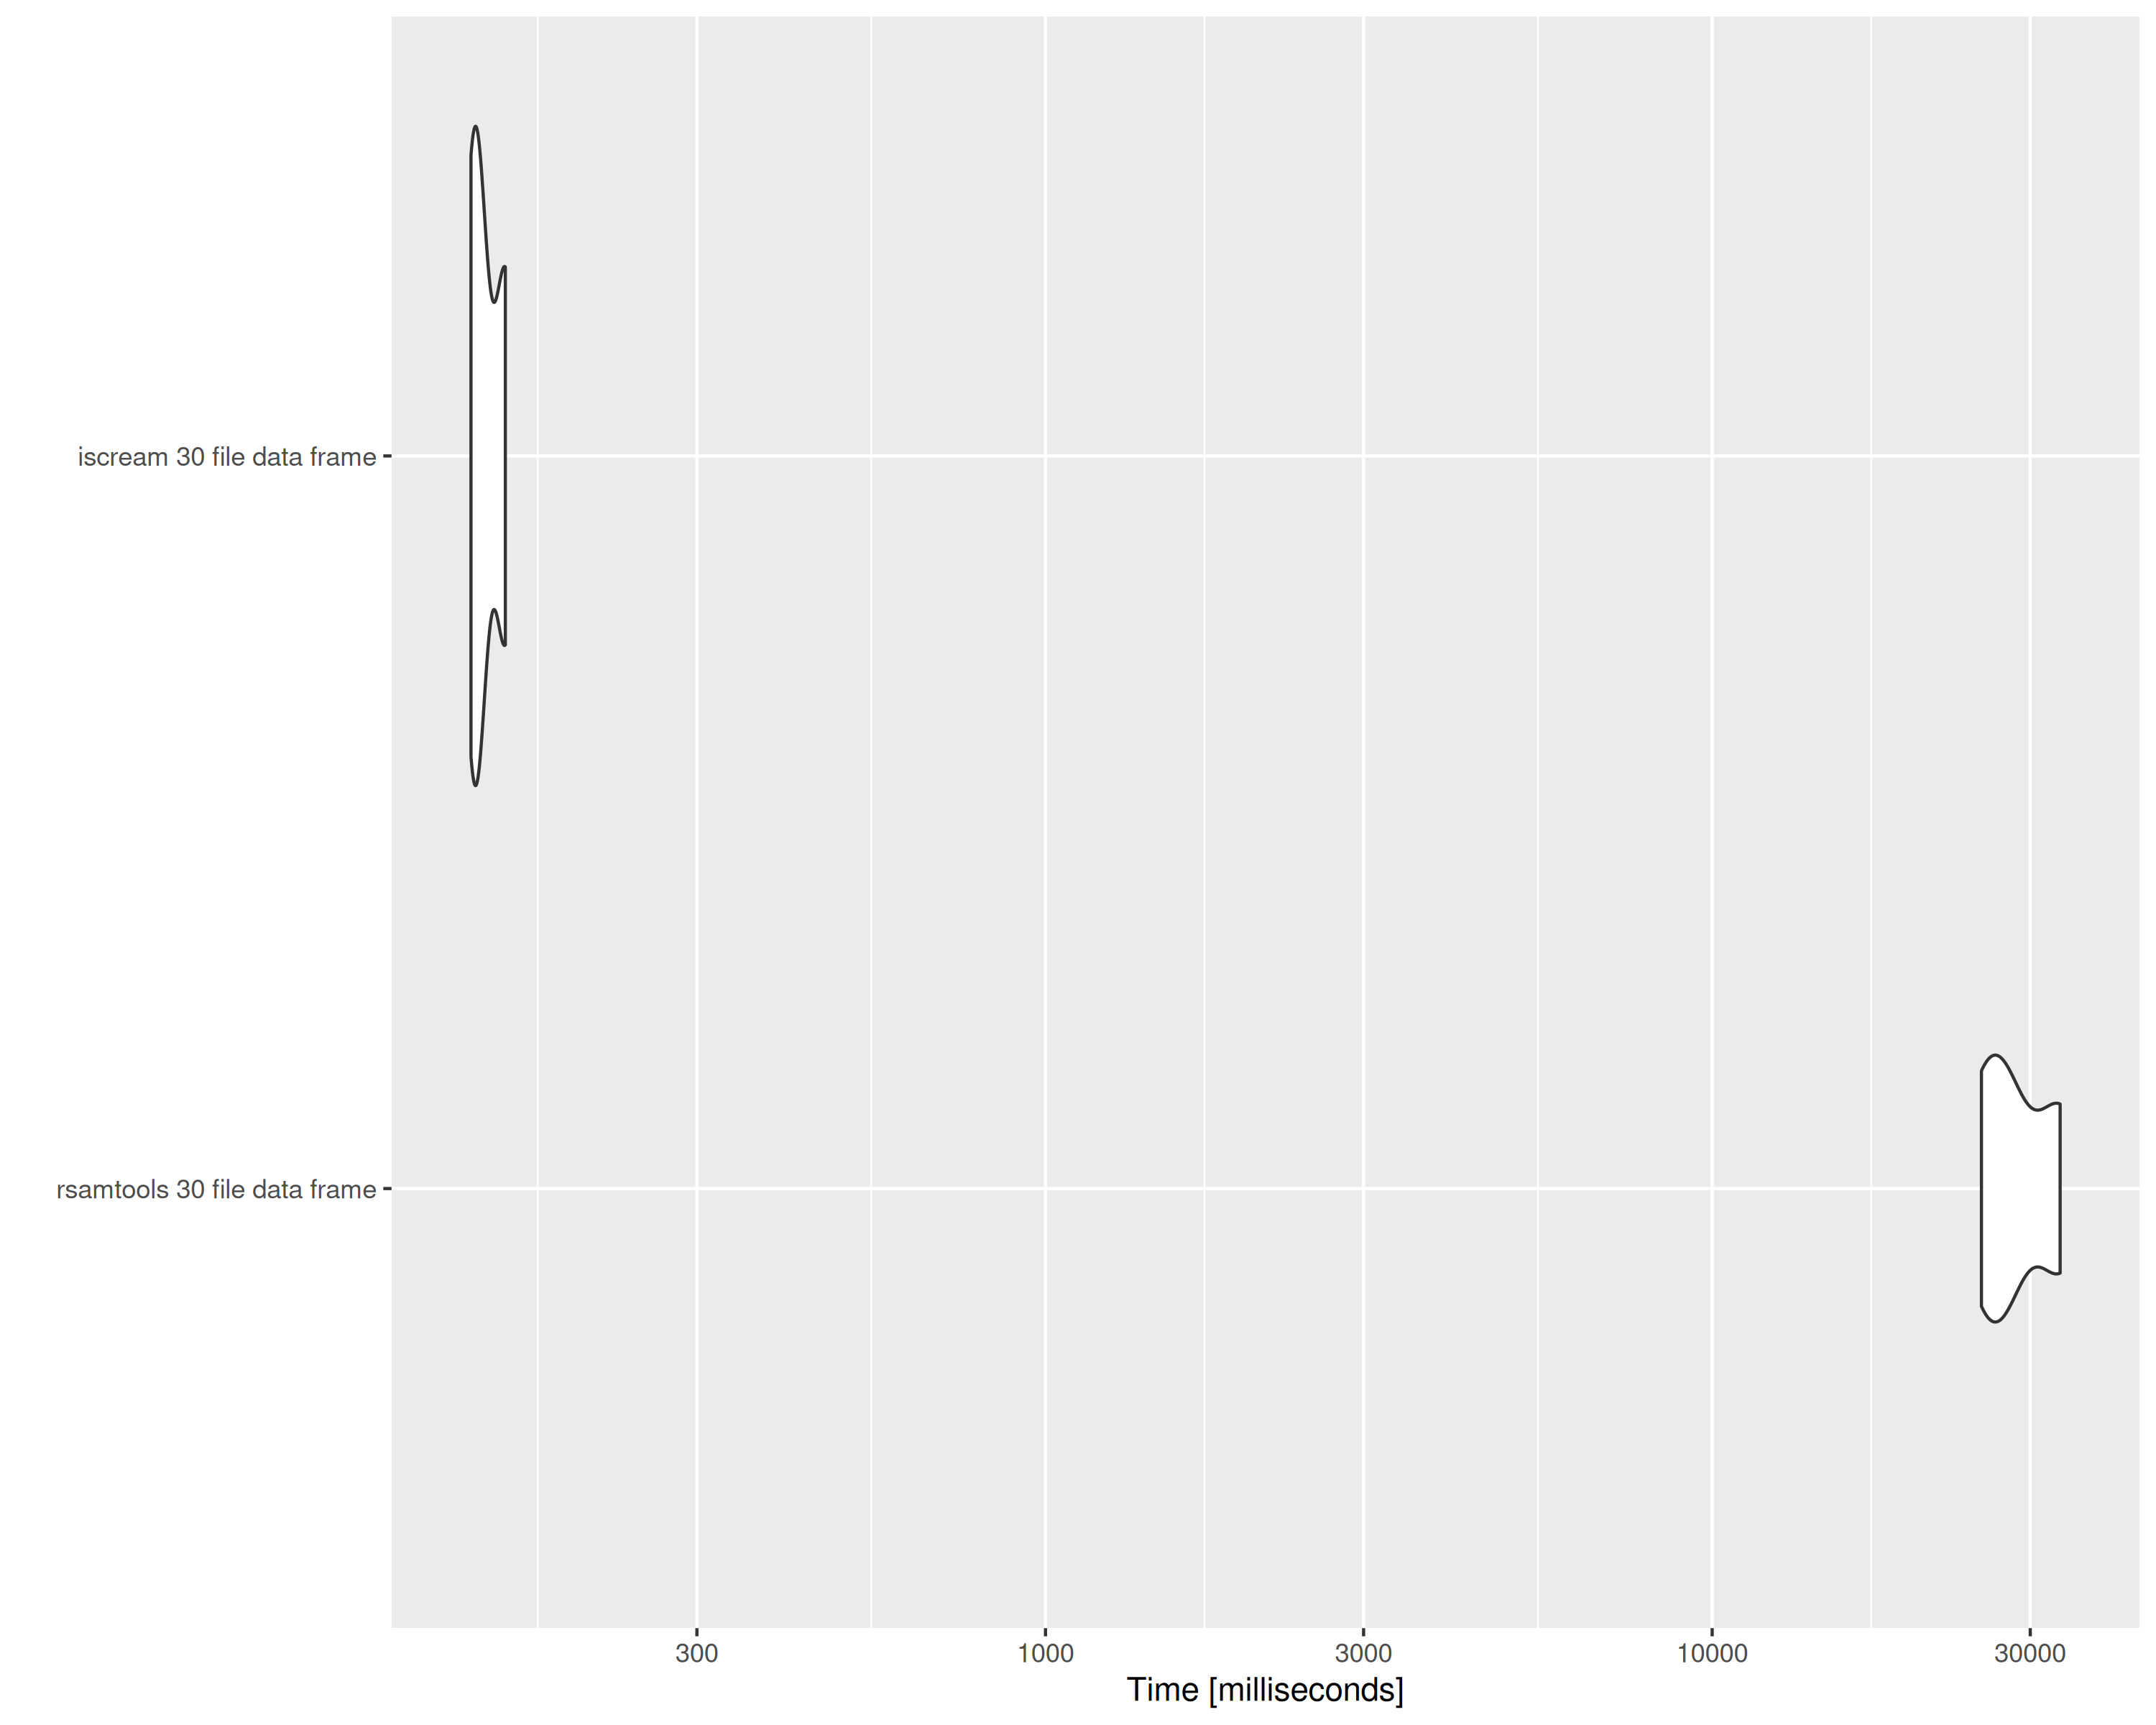 iscream 30 file data frame
rsamtools 30 file data frame
300 1000 3000 10000 30000
Time [milliseconds]